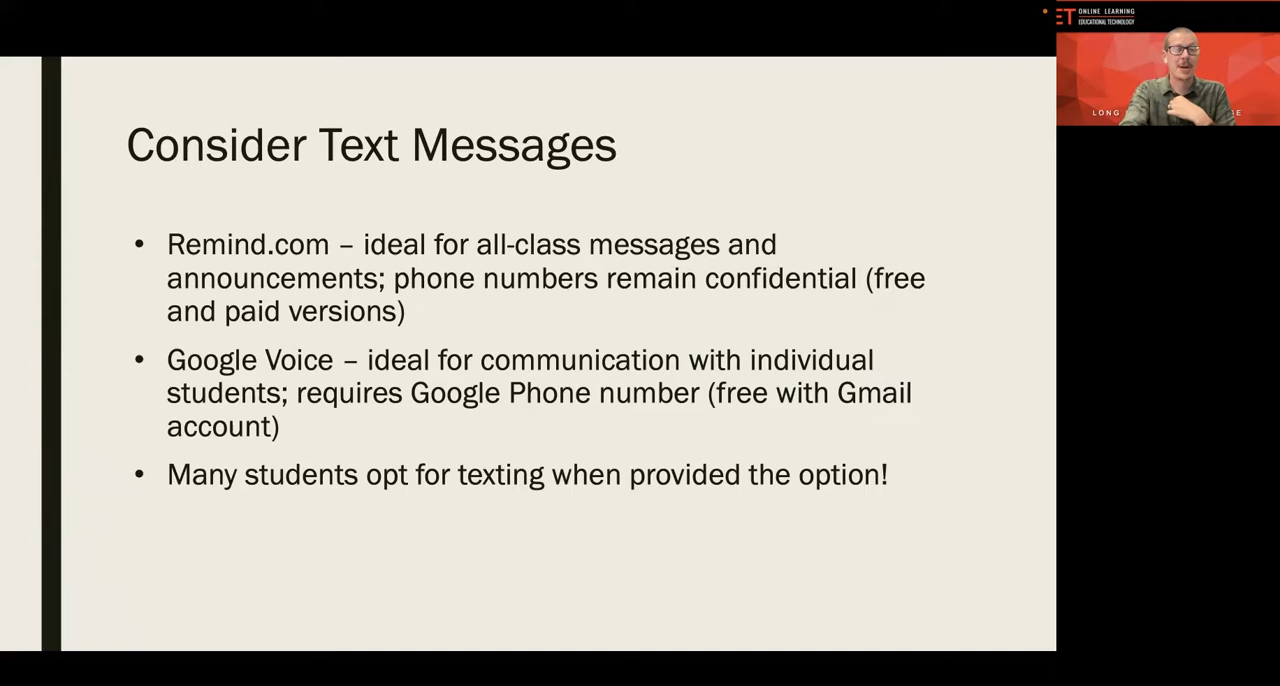 Consider Text Messages
• Remind.com – ideal for all-class messages and
announcements; phone numbers remain confidential (free
and paid versions)
• Google Voice – ideal for communication with individual
students; requires Google Phone number (free with Gmail
account)
• Many students opt for texting when provided the option!
ET
ONLINE LEARNING
EDUCATIONAL TECHNOLOGY
LONG